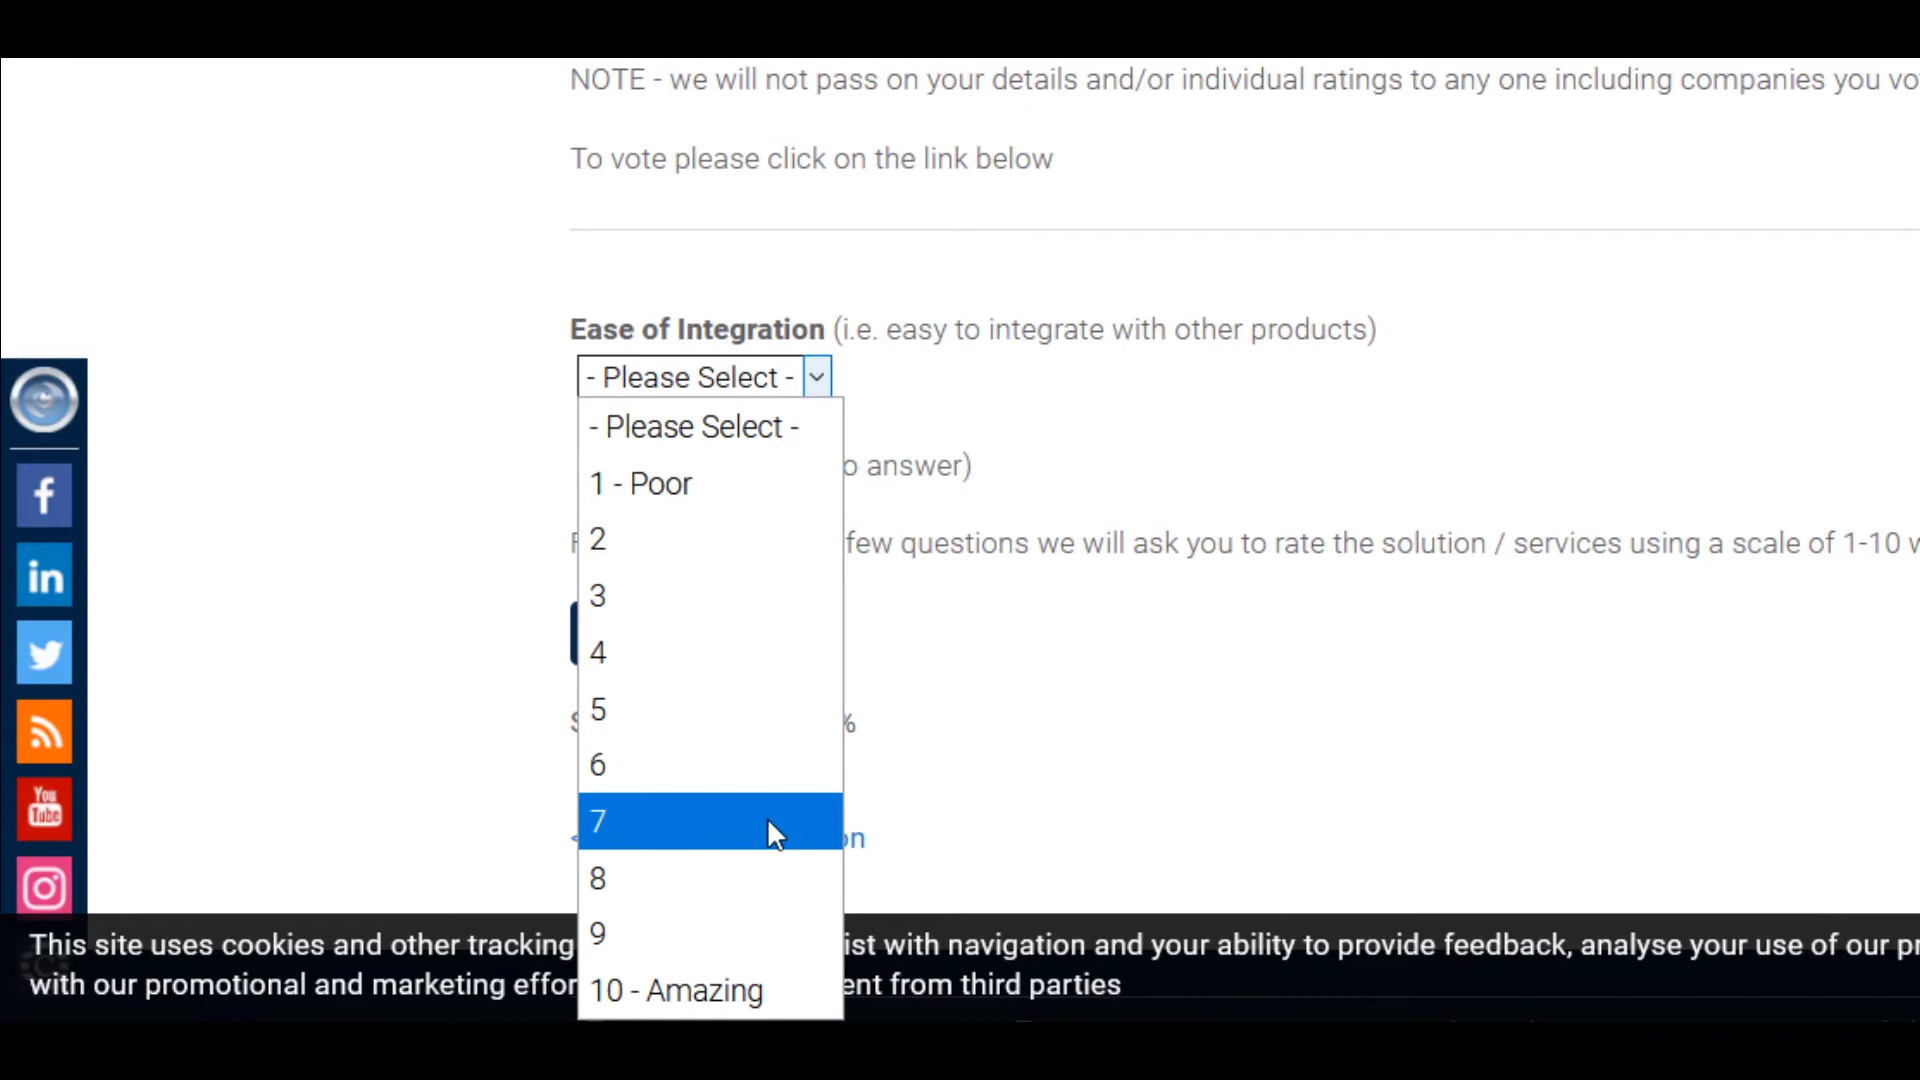 NOTE - we will not pass on your details and/or individual ratings to any one including companies you vo
To vote please click on the link below
Ease of Integration (i.e. easy to integrate with other products)
- Please Select -
- Please Select -
1 - Poor
o answer)
2
few questions we will ask you to rate the solution / services using a scale of 1-10 w
3
4
5
%
6
7
on
8
9
10 - Amazing
f
in
You
Tube
This site uses cookies and other tracking ist with navigation and your ability to provide feedback, analyse your use of our pr
with our promotional and marketing effor ent from third parties